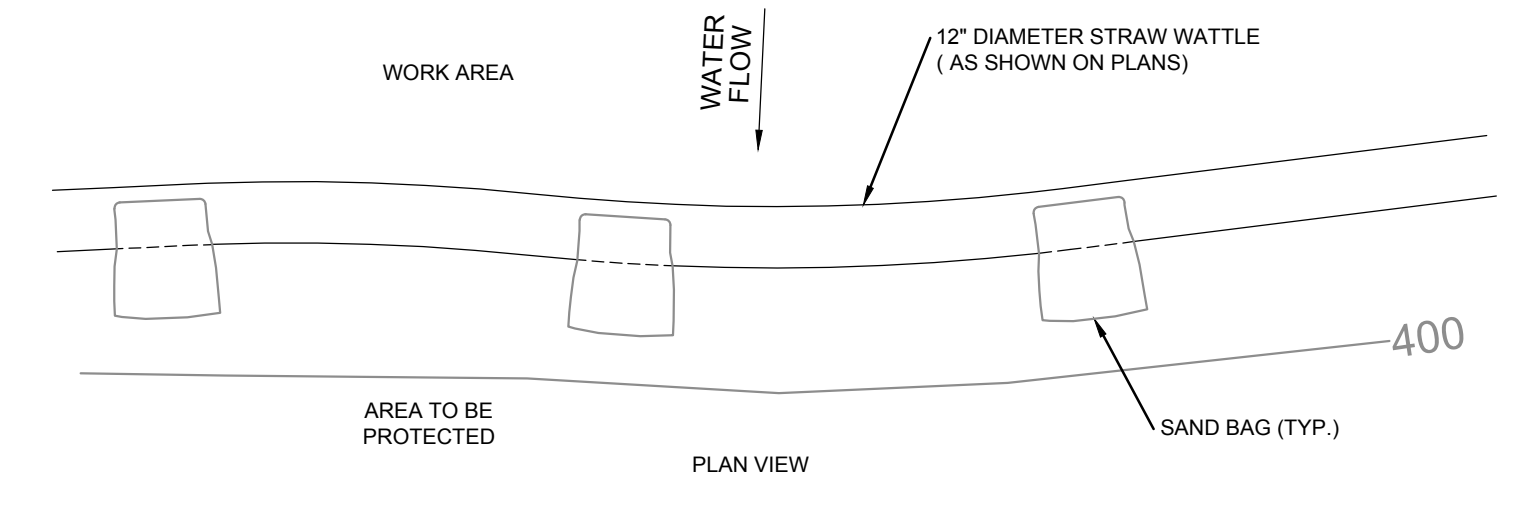 WORK AREA
WATER
FLOW
12" DIAMETER STRAW WATTLE
( AS SHOWN ON PLANS)
400
AREA TO BE
PROTECTED
SAND BAG (TYP.)
PLAN VIEW